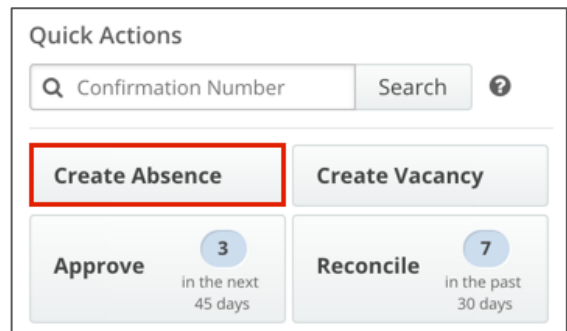 Quick Actions
Confirmation Number Search
Create Absence
Create Vacancy
Approve
3
in the next
45 days
Reconcile
7
in the past
30 days